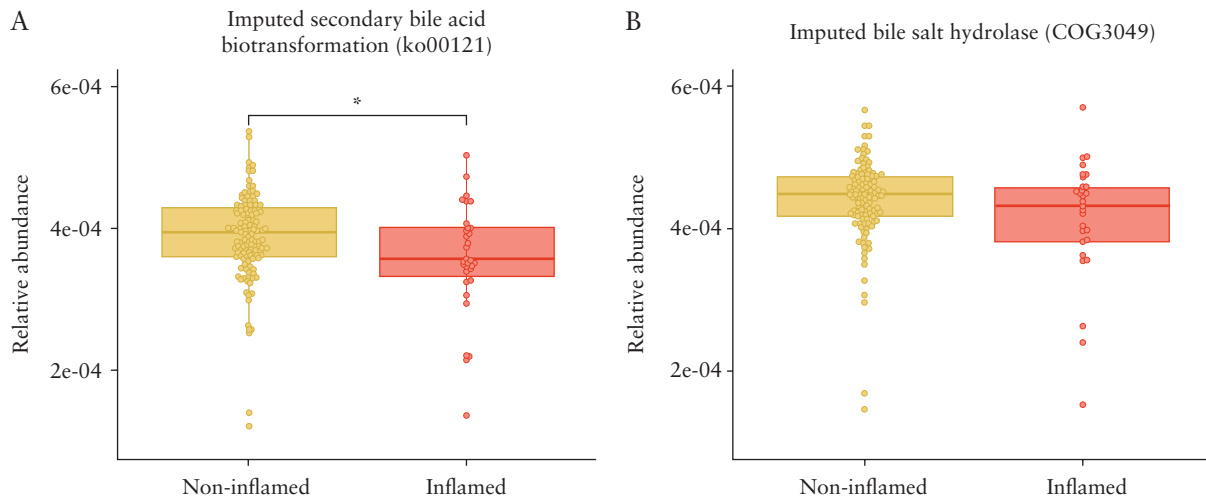 A
Imputed secondary bile acid
biotransformation (ko00121)
6e-04
4e-04
2e-04
Relative abundance
*
Non-inflamed
Inflamed
B
Imputed bile salt hydrolase (COG3049)
6e-04
4e-04
2e-04
Relative abundance
Non-inflamed
Inflamed